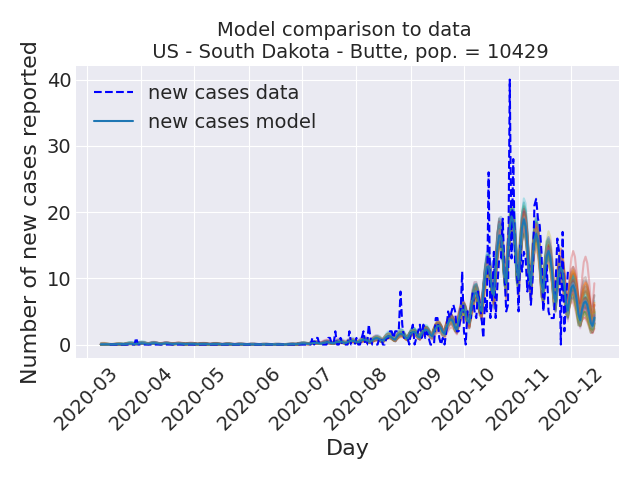 Model comparison to data
US - South Dakota - Butte, pop. = 10429
Number of new cases reported
40
30
20
10
0
new cases data
new cases model
2020-03
2020-04
2020-05
2020-06
2020-07
2020-08
2020-09
2020-10
2020-11
2020-12
Day